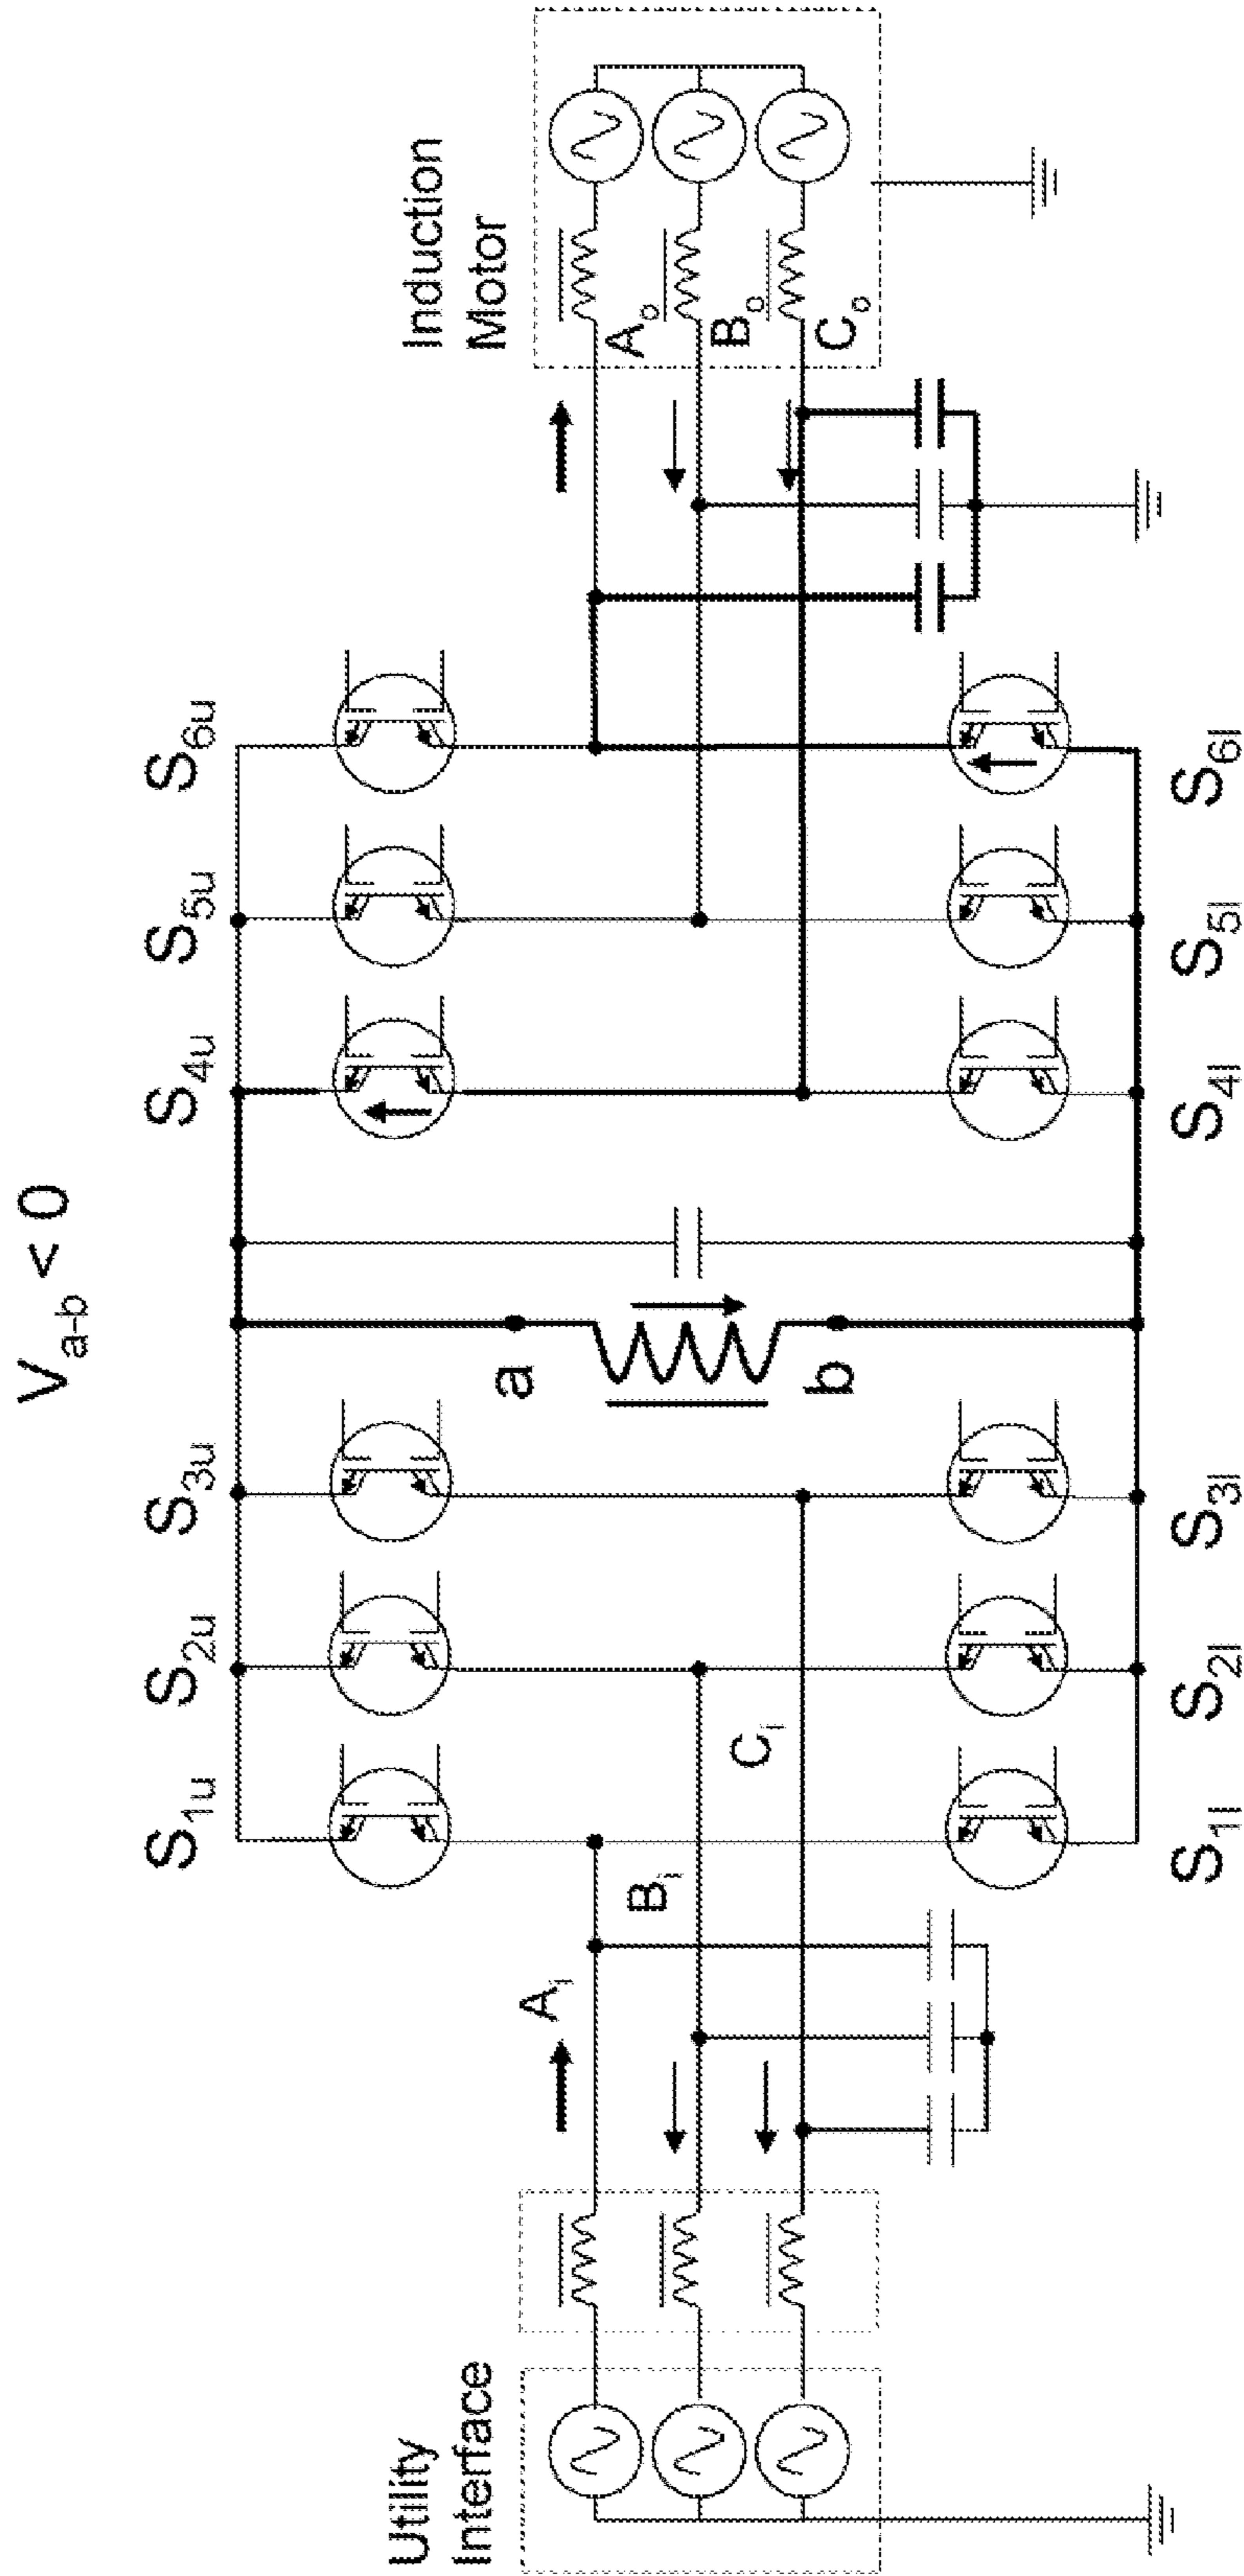 V_a-b < 0
S_1u
S_2u
S_3u
S_4u
S_5u
S_6u
Utility
Interface
Induction
Motor
A_i
B_i
C_i
a
b
A_o
B_o
C_o
S_1l
S_2l
S_3l
S_4l
S_5l
S_6l